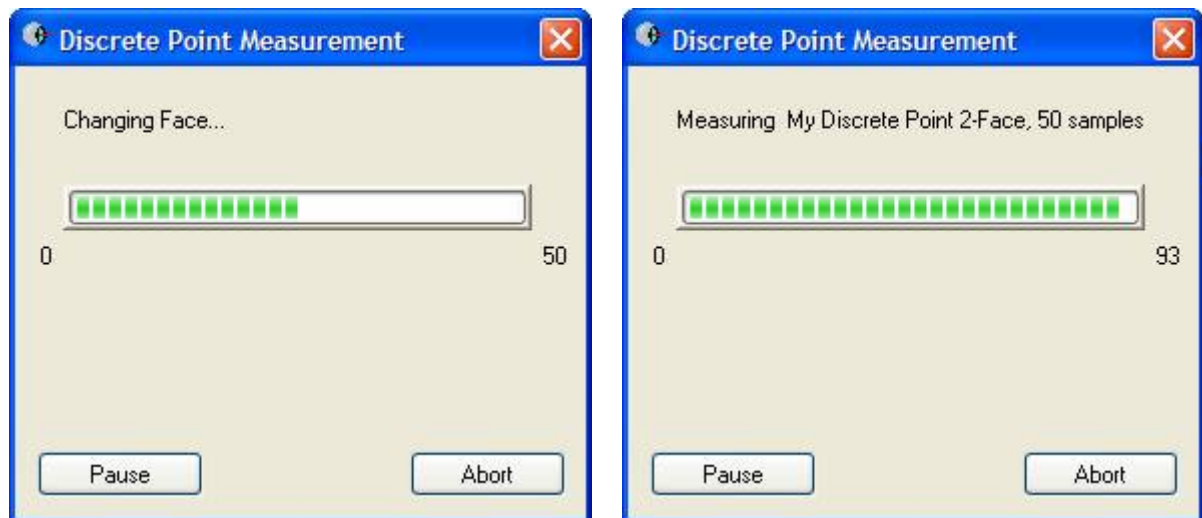 Discrete Point Measurement
Changing Face...
0 50
Pause Abort
Discrete Point Measurement
Measuring  My Discrete Point 2-Face, 50 samples
0 93
Pause Abort